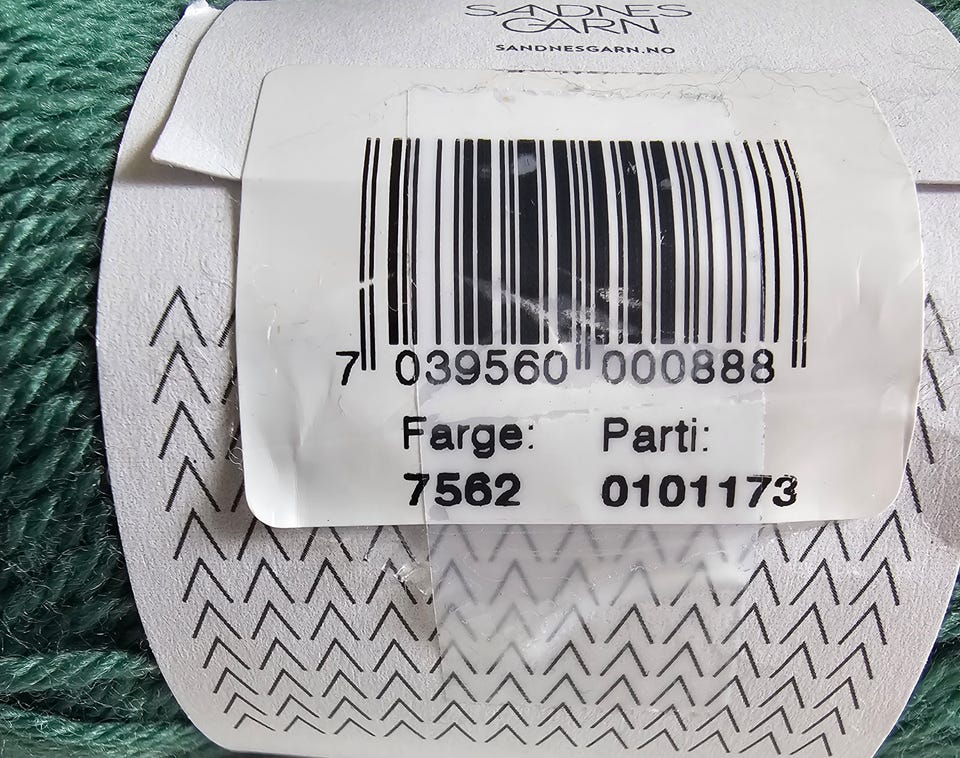 SANDNES
GARN
SANDNESGARN.NO
7 039560 000888
Farge: Parti:
7562 0101173